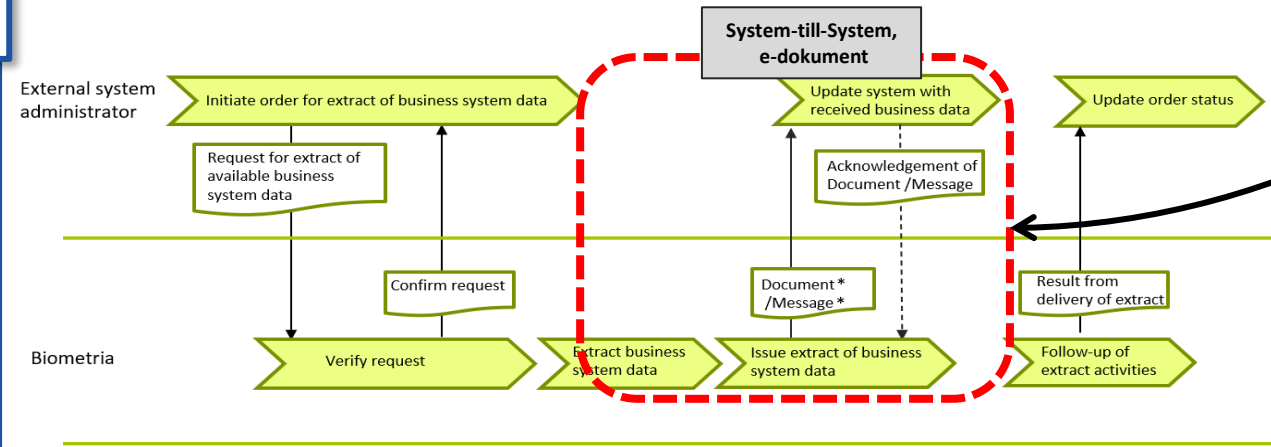 System-till-System,
e-dokument
External system
administrator
Initiate order for extract of business system data
Update system with
received business data
Update order status
Request for extract of
available business
system data
Acknowledgement of
Document /Message
Confirm request
Document *
/Message *
Result from
delivery of extract
Biometria
Verify request
Extract business
system data
Issue extract of business
system data
Follow-up of
extract activities